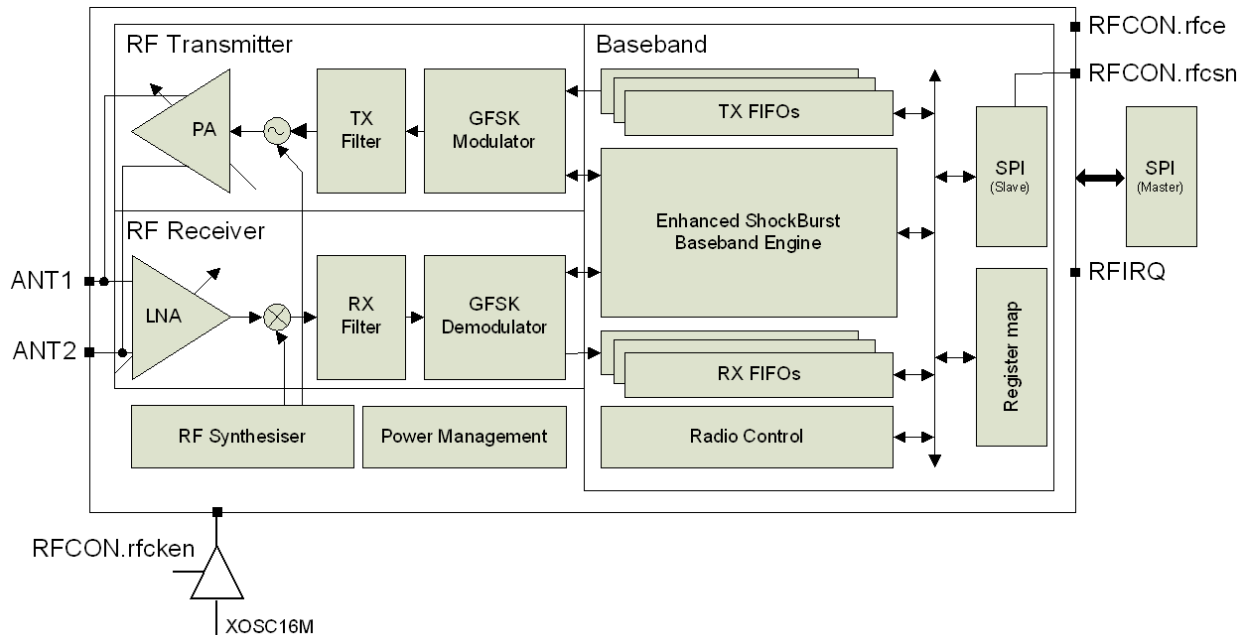 RF Transmitter
Baseband
RFCON.rfce
RFCON.rfcsn
PA
TX
Filter
GFSK
Modulator
TX FIFOs
SPI
(Slave)
SPI
(Master)
Enhanced ShockBurst
Baseband Engine
RF Receiver
ANT1
LNA
RX
Filter
GFSK
Demodulator
RFIRQ
ANT2
RX FIFOs
Register map
RF Synthesiser
Power Management
Radio Control
RFCON.rfcken
XOSC16M